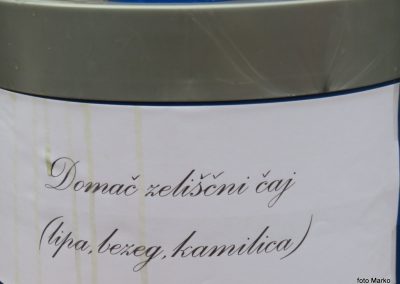 Domač zeliščni čaj
(lipa, bezeg, kamilica)
foto Marko